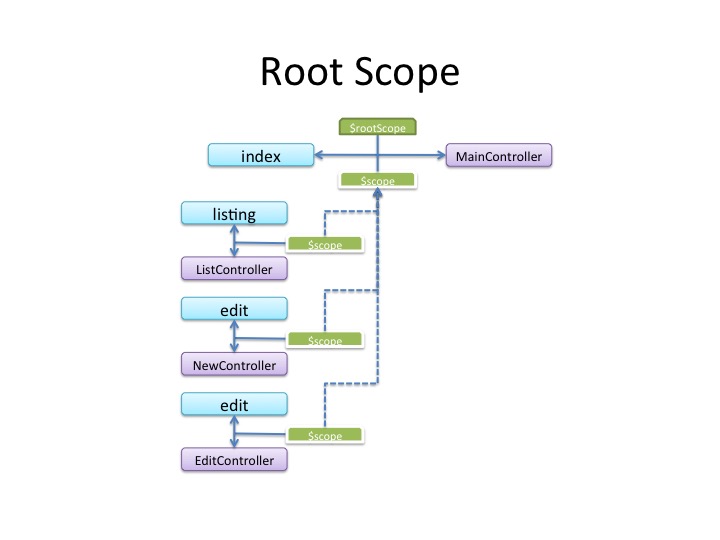 Root Scope
$rootScope
index
MainController
$scope
listing
$scope
ListController
edit
$scope
NewController
edit
$scope
EditController